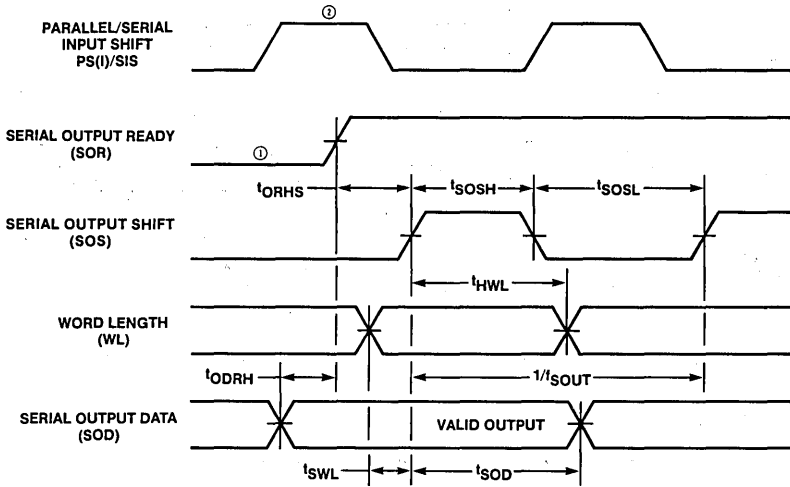 PARALLEL/SERIAL
INPUT SHIFT
PS(I)/SIS
②
SERIAL OUTPUT READY
(SOR)
①
tORHS
tSOSH
tSOSL
SERIAL OUTPUT SHIFT
(SOS)
tHWL
WORD LENGTH
(WL)
tODRH
1/fSOUT
SERIAL OUTPUT DATA
(SOD)
VALID OUTPUT
tSWL
tSOD